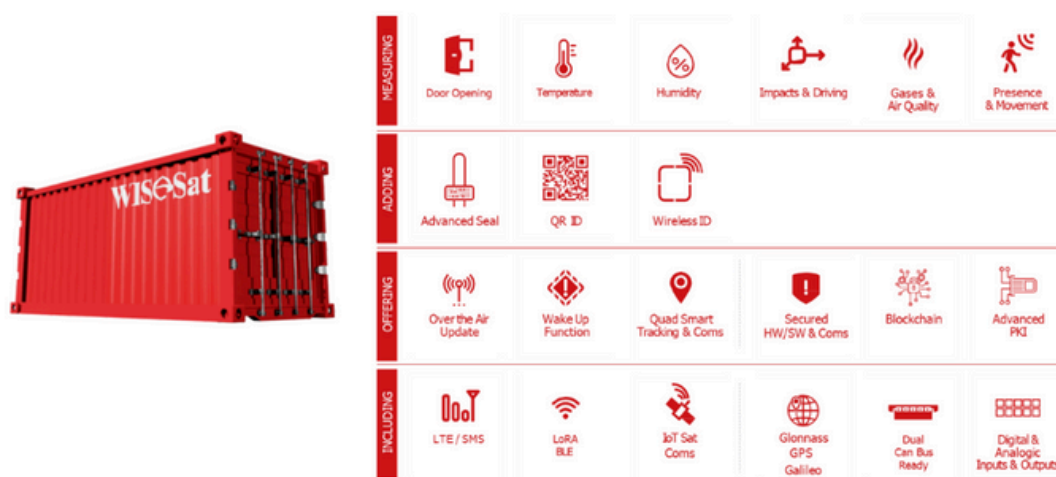 WISeSat
MEASURING
Door Opening
Temperature
%
Humidity
Impacts & Driving
Gases &
Air Quality
Presence
& Movement
ADDING
Advanced Seal
QR ID
Wireless ID
OFFERING
Over the Air
Update
Wake Up
Function
Quad Smart
Tracking & Coms
Secured
HW/SW & Coms
Blockchain
Advanced
PKI
INCLUDING
LTE / SMS
LoRA
BLE
IoT Sat
Coms
Glonnass
GPS
Galileo
Dual
Can Bus
Ready
Digital &
Analogic
Inputs & Outputs